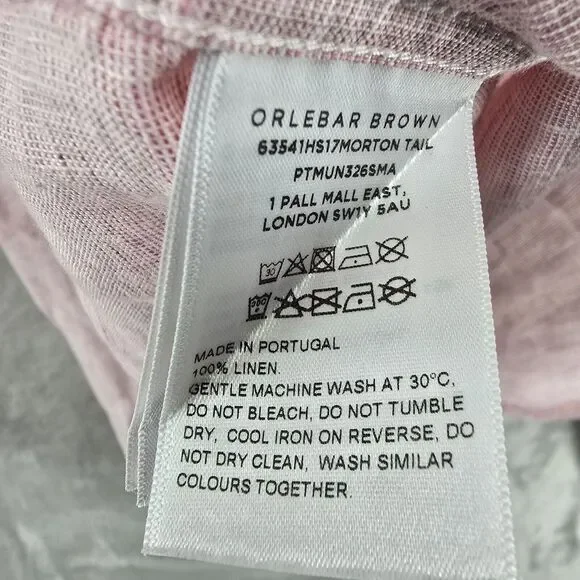 ORLEBAR BROWN
63541HS17MORTON TAIL
PTMUN326SMA
1 PALL MALL EAST,
LONDON SW1Y 5AU
30
MADE IN PORTUGAL
100% LINEN.
GENTLE MACHINE WASH AT 30°C.
DO NOT BLEACH, DO NOT TUMBLE
DRY, COOL IRON ON REVERSE, DO
NOT DRY CLEAN, WASH SIMILAR
COLOURS TOGETHER.